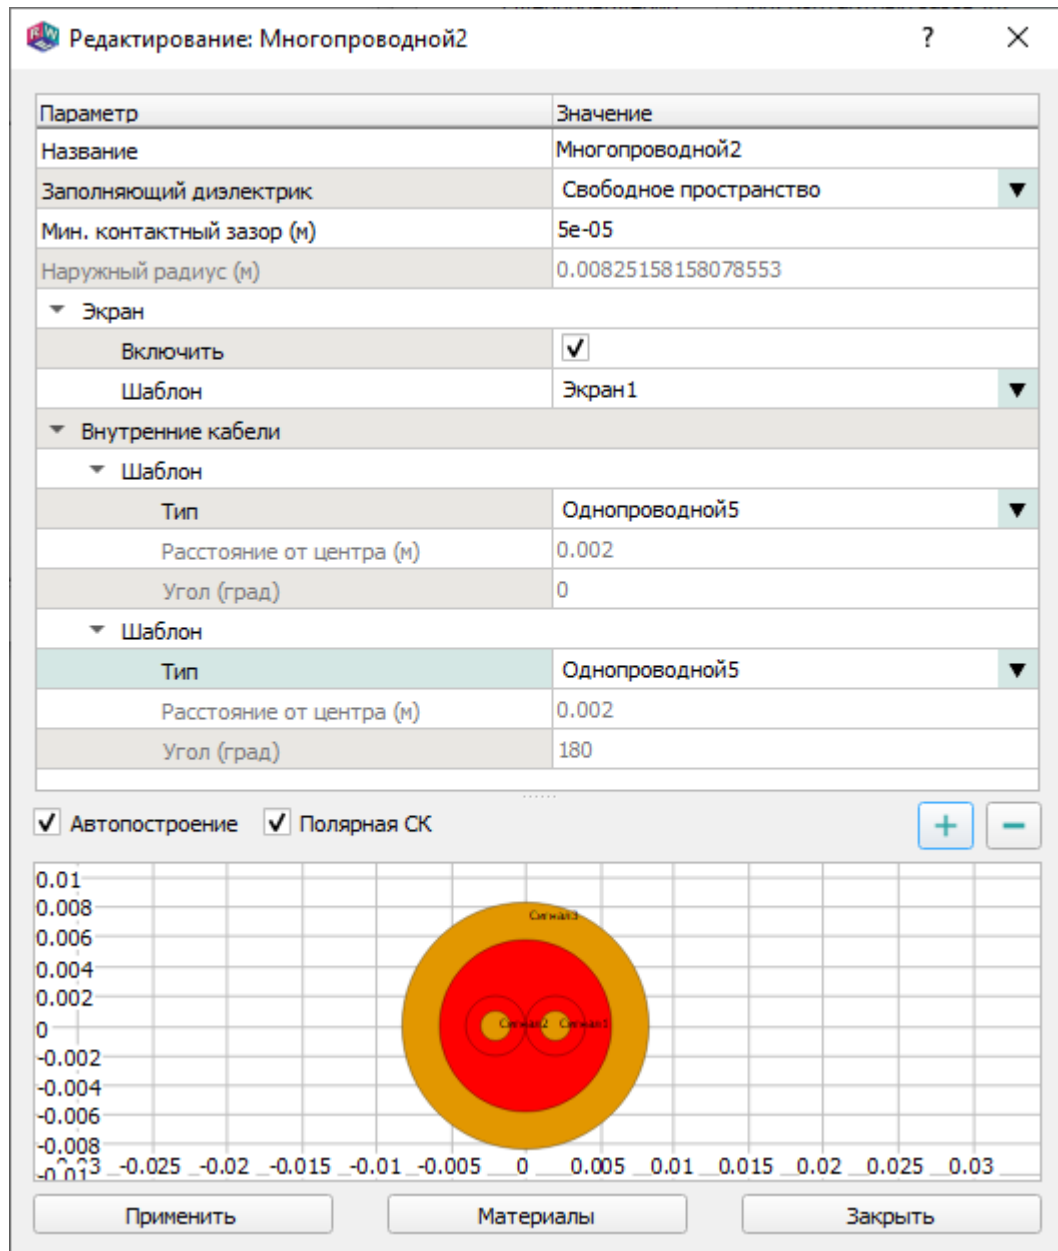 Редактирование: Многопроводной2 ?
Параметр Значение
Название Многопроводной2
Заполняющий диэлектрик Свободное пространство
Мин. контактный зазор (м) 5e-05
Наружный радиус (м) 0.00825158158078553
Экран
Включить
Шаблон Экран1
Внутренние кабели
Шаблон
Тип Однопроводной5
Расстояние от центра (м) 0.002
Угол (град) 0
Шаблон
Тип Однопроводной5
Расстояние от центра (м) 0.002
Угол (град) 180
Автопостроение Полярная СК + −
0.01
0.008
Сигнал3
0.006
0.004
0.002
0 Сигнал2 Сигнал1
-0.002
-0.004
-0.006
-0.008
-0.025 -0.02 -0.015 -0.01 -0.005 0 0.005 0.01 0.015 0.02 0.025 0.03
Применить Материалы Закрыть